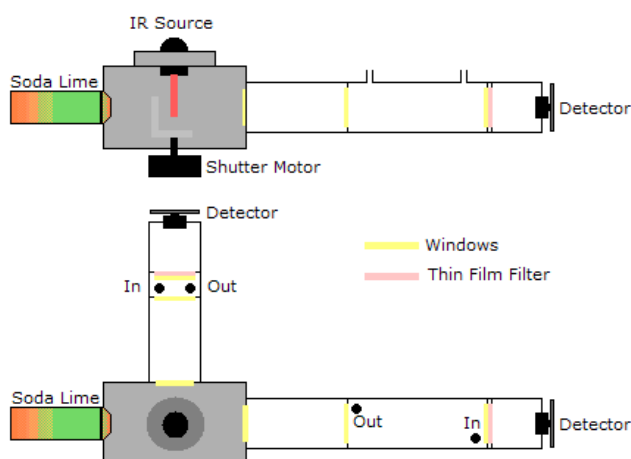 IR Source
Soda Lime
Detector
Shutter Motor
Detector
Windows
In
Out
Thin Film Filter
Soda Lime
Out
In
Detector